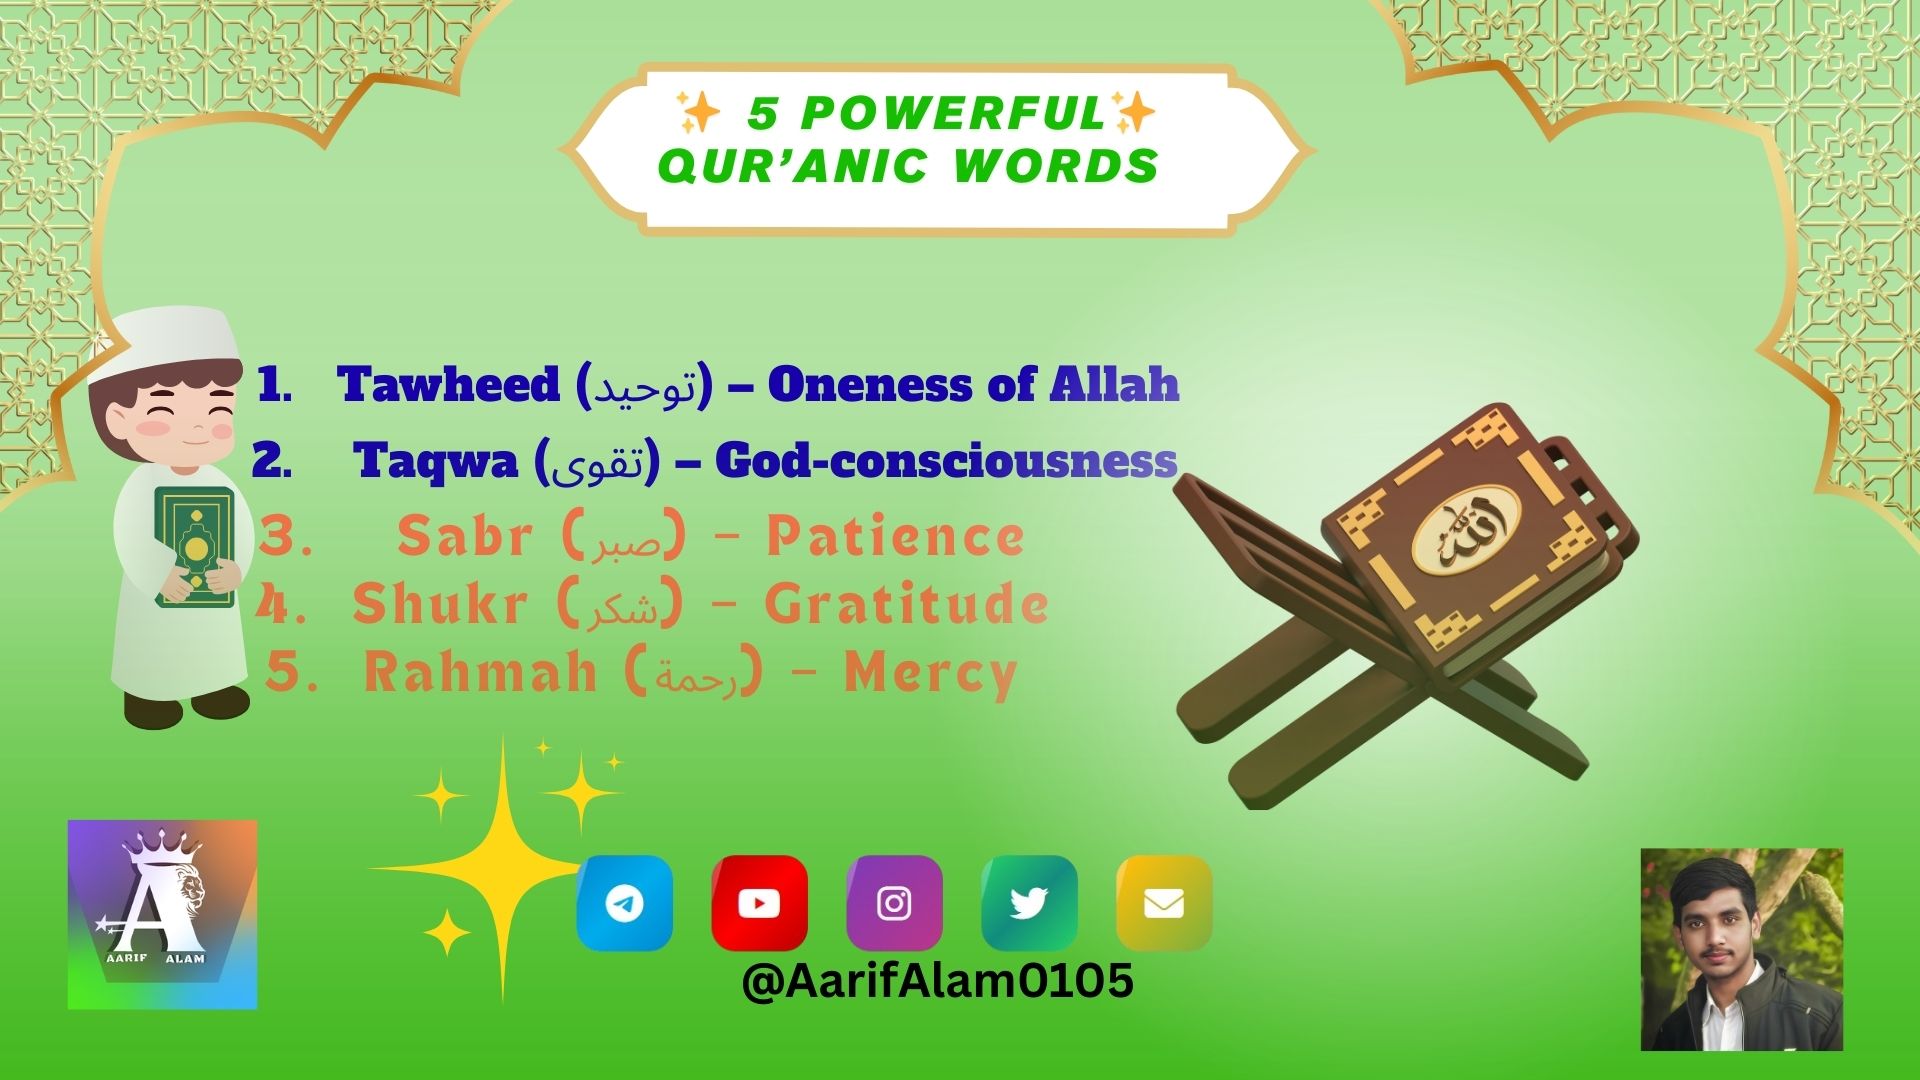 ✨ 5 POWERFUL✨
QUR’ANIC WORDS
1. Tawheed (توحيد) – Oneness of Allah
2. Taqwa (تقوى) – God-consciousness
3. Sabr (صبر) – Patience
4. Shukr (شكر) – Gratitude
5. Rahmah (رحمة) – Mercy
الله
A
AARIF ALAM
@AarifAlam0105